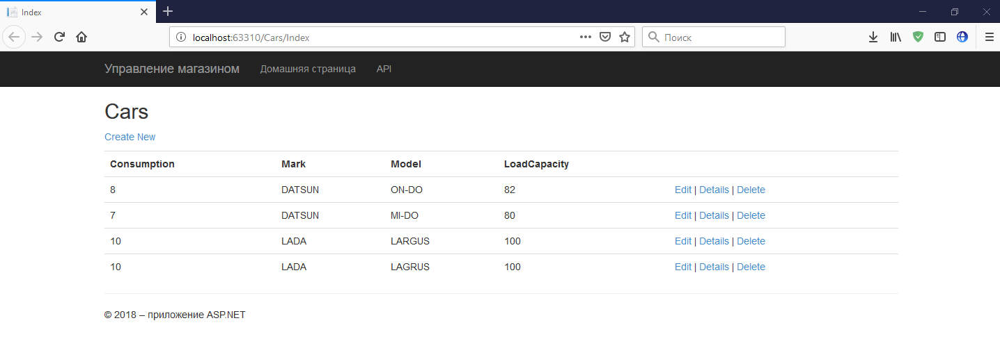 Index
localhost:63310/Cars/Index
Поиск
Управление магазином Домашняя страница API
Cars
Create New
Consumption Mark Model LoadCapacity
8 DATSUN ON-DO 82 Edit | Details | Delete
7 DATSUN MI-DO 80 Edit | Details | Delete
10 LADA LARGUS 100 Edit | Details | Delete
10 LADA LAGRUS 100 Edit | Details | Delete
© 2018 – приложение ASP.NET